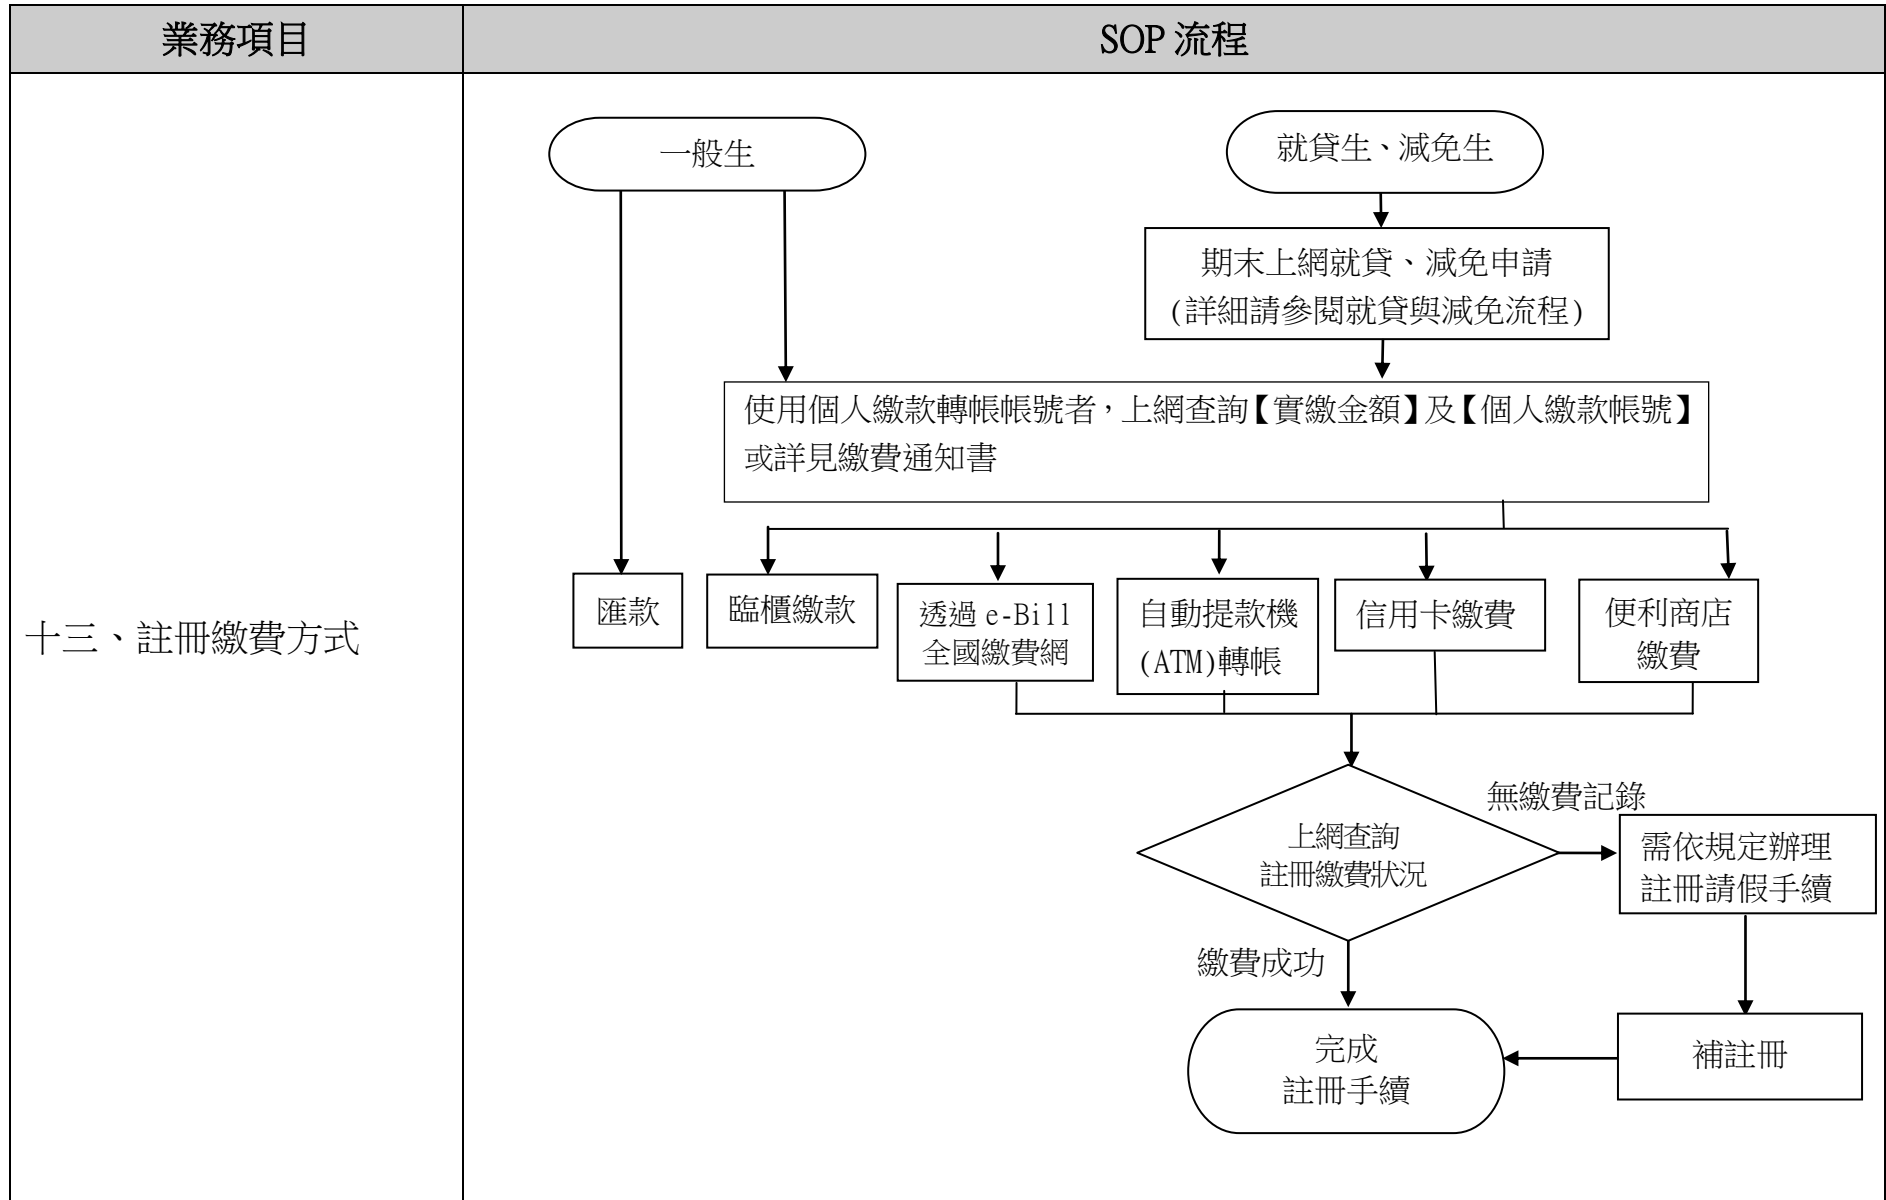 業務項目
SOP 流程
十三、註冊繳費方式
一般生
就貸生、減免生
期末上網就貸、減免申請
(詳細請參閱就貸與減免流程)
使用個人繳款轉帳帳號者，上網查詢【實繳金額】及【個人繳款帳號】
或詳見繳費通知書
匯款
臨櫃繳款
透過 e-Bill
全國繳費網
自動提款機
(ATM)轉帳
信用卡繳費
便利商店
繳費
上網查詢
註冊繳費狀況
無繳費記錄
需依規定辦理
註冊請假手續
繳費成功
完成
註冊手續
補註冊